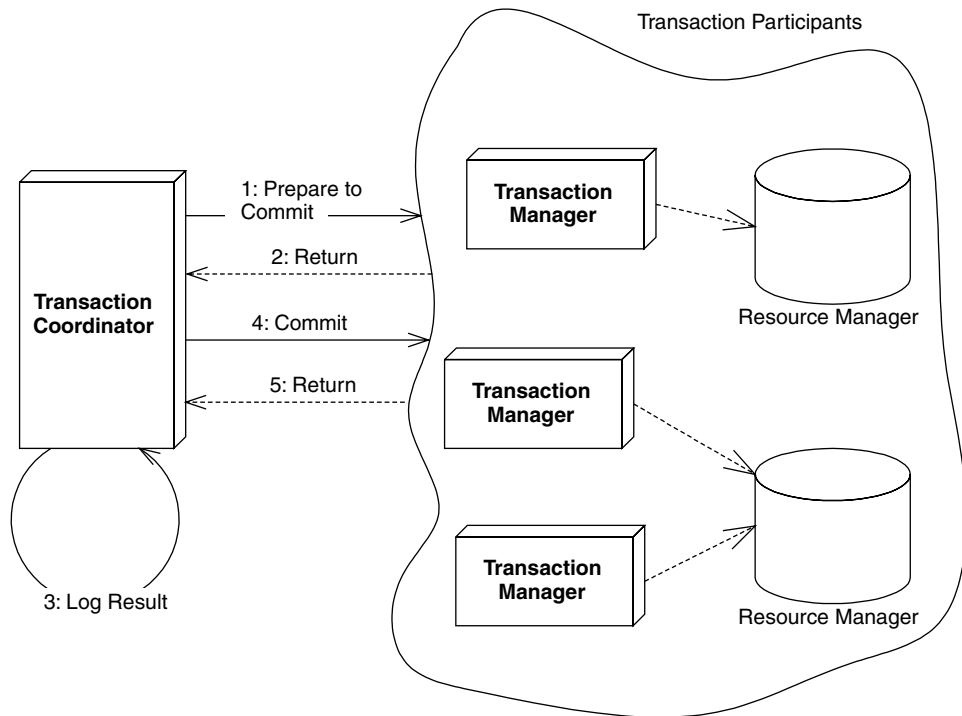 Transaction Participants
1: Prepare to
Commit
2: Return
4: Commit
5: Return
Transaction
Coordinator
3: Log Result
Transaction
Manager
Resource Manager
Transaction
Manager
Transaction
Manager
Resource Manager